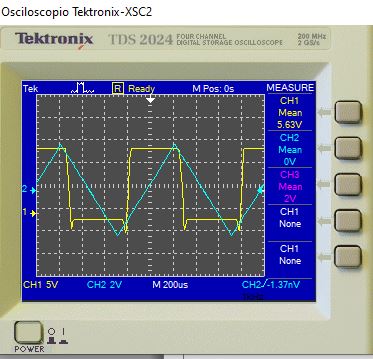 Osciloscopio Tektronix-XSC2
Tektronix TDS 2024 FOUR CHANNEL
DIGITAL STORAGE OSCILLOSCOPE
200 MHz
2 GS/s
Tek R Ready M Pos: 0s MEASURE
CH1
Mean
5.63V
CH2
Mean
0V
CH3
Mean
2V
CH1
None
CH1
None
2
1
CH1 5V CH2 2V M 200us CH2/-1.37mV
POWER
O I